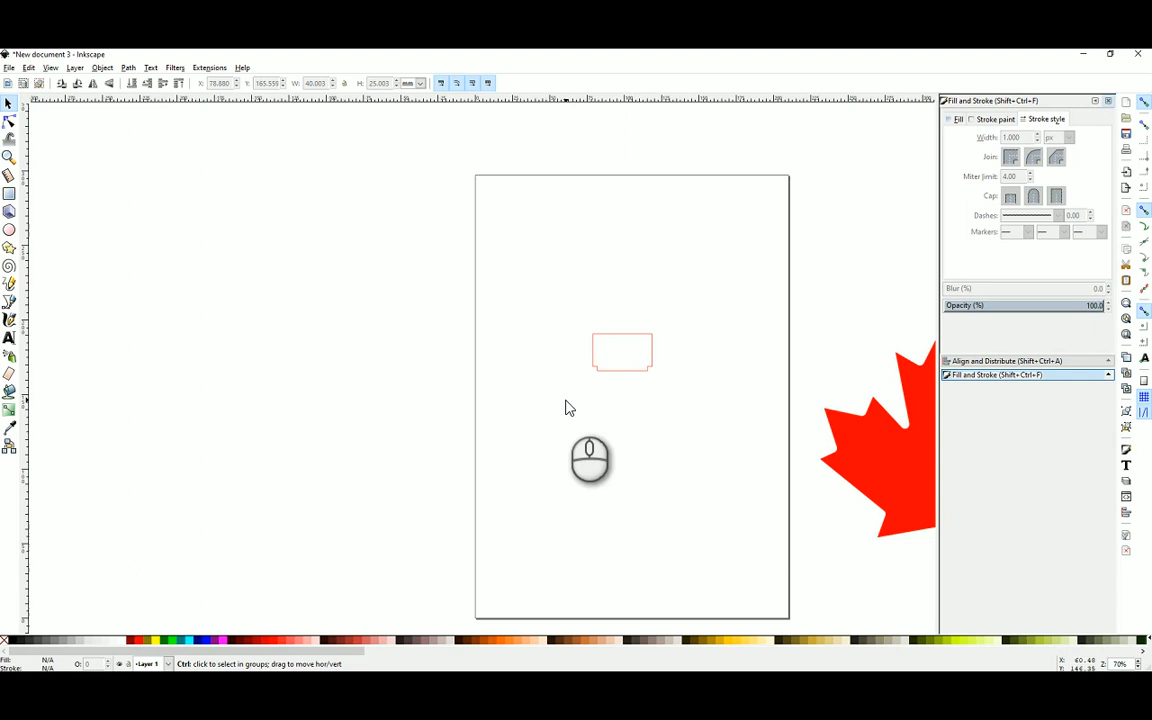 *New document 3 - Inkscape
File Edit View Layer Object Path Text Filters Extensions Help
X: 78.880 Y: 165.559 W: 40.003 H: 25.003 mm
Fill and Stroke (Shift+Ctrl+F)
Fill Stroke paint Stroke style
Width: 1.000 px
Join:
Miter limit: 4.00
Cap:
Dashes: 0.00
Markers:
Blur (%) 0.0
Opacity (%) 100.0
Align and Distribute (Shift+Ctrl+A)
Fill and Stroke (Shift+Ctrl+F)
Fill: N/A
Stroke: N/A
O: 0
Layer 1
Ctrl: click to select in groups; drag to move hor/vert
X: 60.48
Y: 146.35
Z: 70%